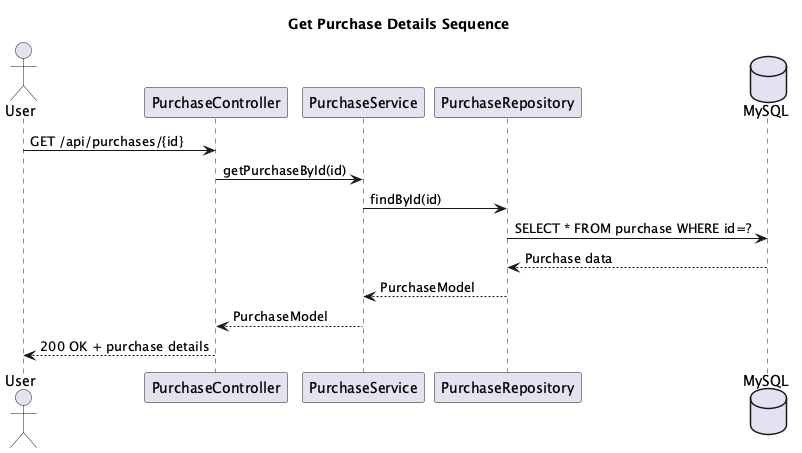 Get Purchase Details Sequence
User
PurchaseController
PurchaseService
PurchaseRepository
MySQL
GET /api/purchases/{id}
getPurchaseById(id)
findById(id)
SELECT * FROM purchase WHERE id=?
Purchase data
PurchaseModel
PurchaseModel
200 OK + purchase details
User
PurchaseController
PurchaseService
PurchaseRepository
MySQL